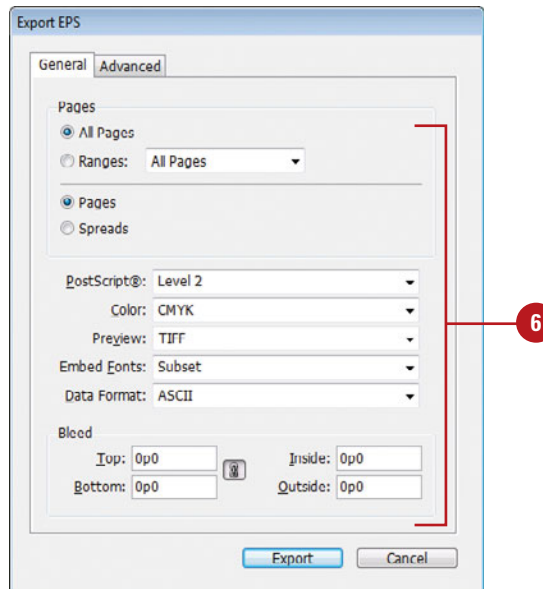 Export EPS
General Advanced
Pages
All Pages
Ranges: All Pages
Pages
Spreads
PostScript®: Level 2
Color: CMYK
Preview: TIFF
Embed Fonts: Subset
Data Format: ASCII
Bleed
Top: 0p0 Inside: 0p0
Bottom: 0p0 Outside: 0p0
Export Cancel
6